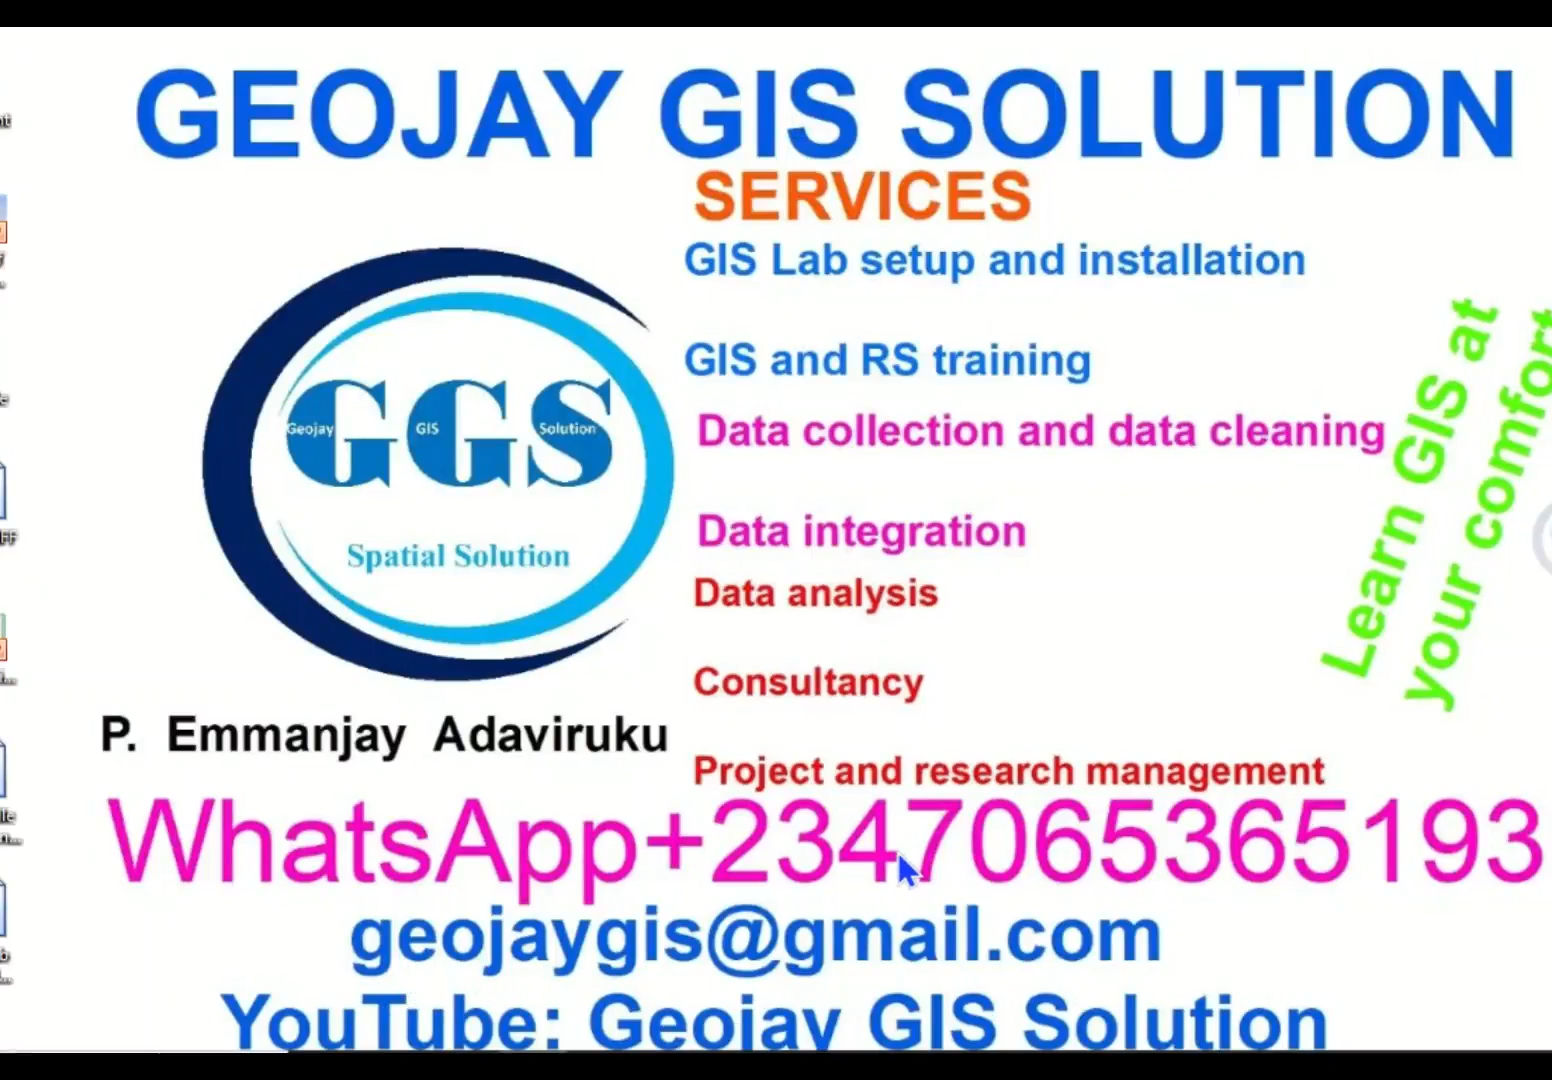 GEOJAY GIS SOLUTION
SERVICES
GIS Lab setup and installation
GIS and RS training
Data collection and data cleaning
Data integration
Data analysis
Consultancy
Project and research management
Learn GIS at
your comfort
GGS
Geojay GIS Solution
Spatial Solution
P. Emmanjay Adaviruku
WhatsApp+2347065365193
geojaygis@gmail.com
YouTube: Geojay GIS Solution